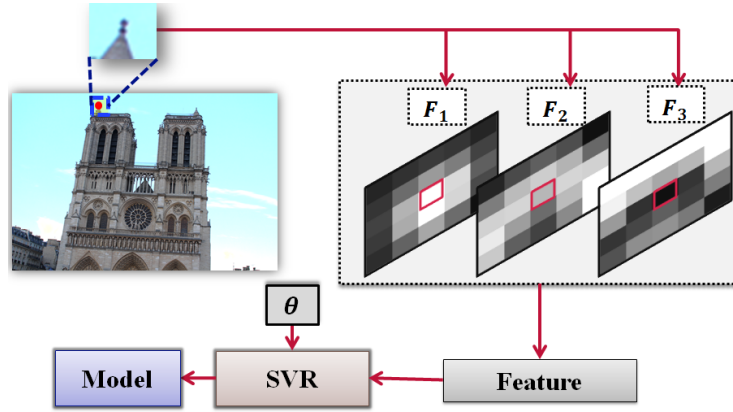 F₁
F₂
F₃
θ
Model
SVR
Feature